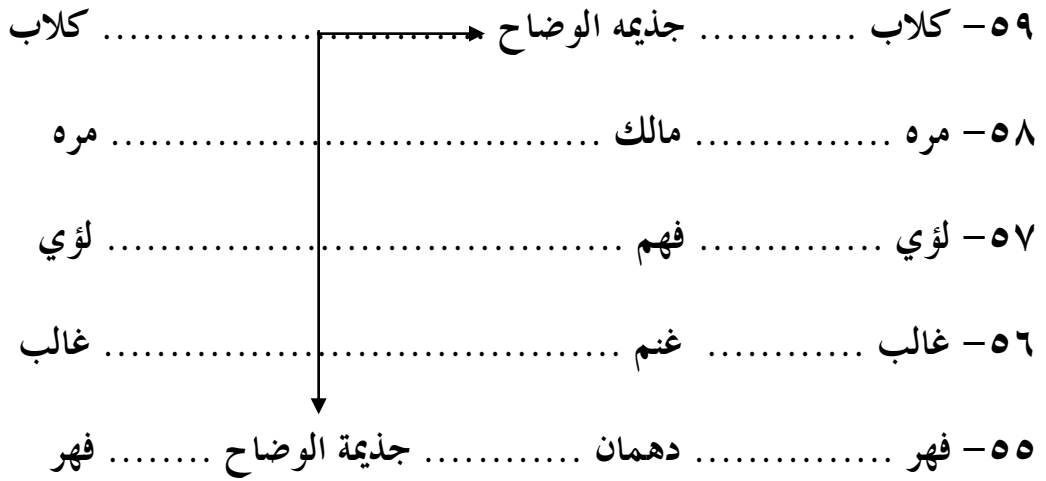 ٥٩- كلاب ............ جذيمه الوضاح ............................. كلاب
٥٨- مره ............... مالك ..................................... مره
٥٧- لؤي .............. فهم ....................................... لؤي
٥٦- غالب ............ غنم ....................................... غالب
٥٥- فهر ............... دهمان ............ جذيمة الوضاح ........ فهر